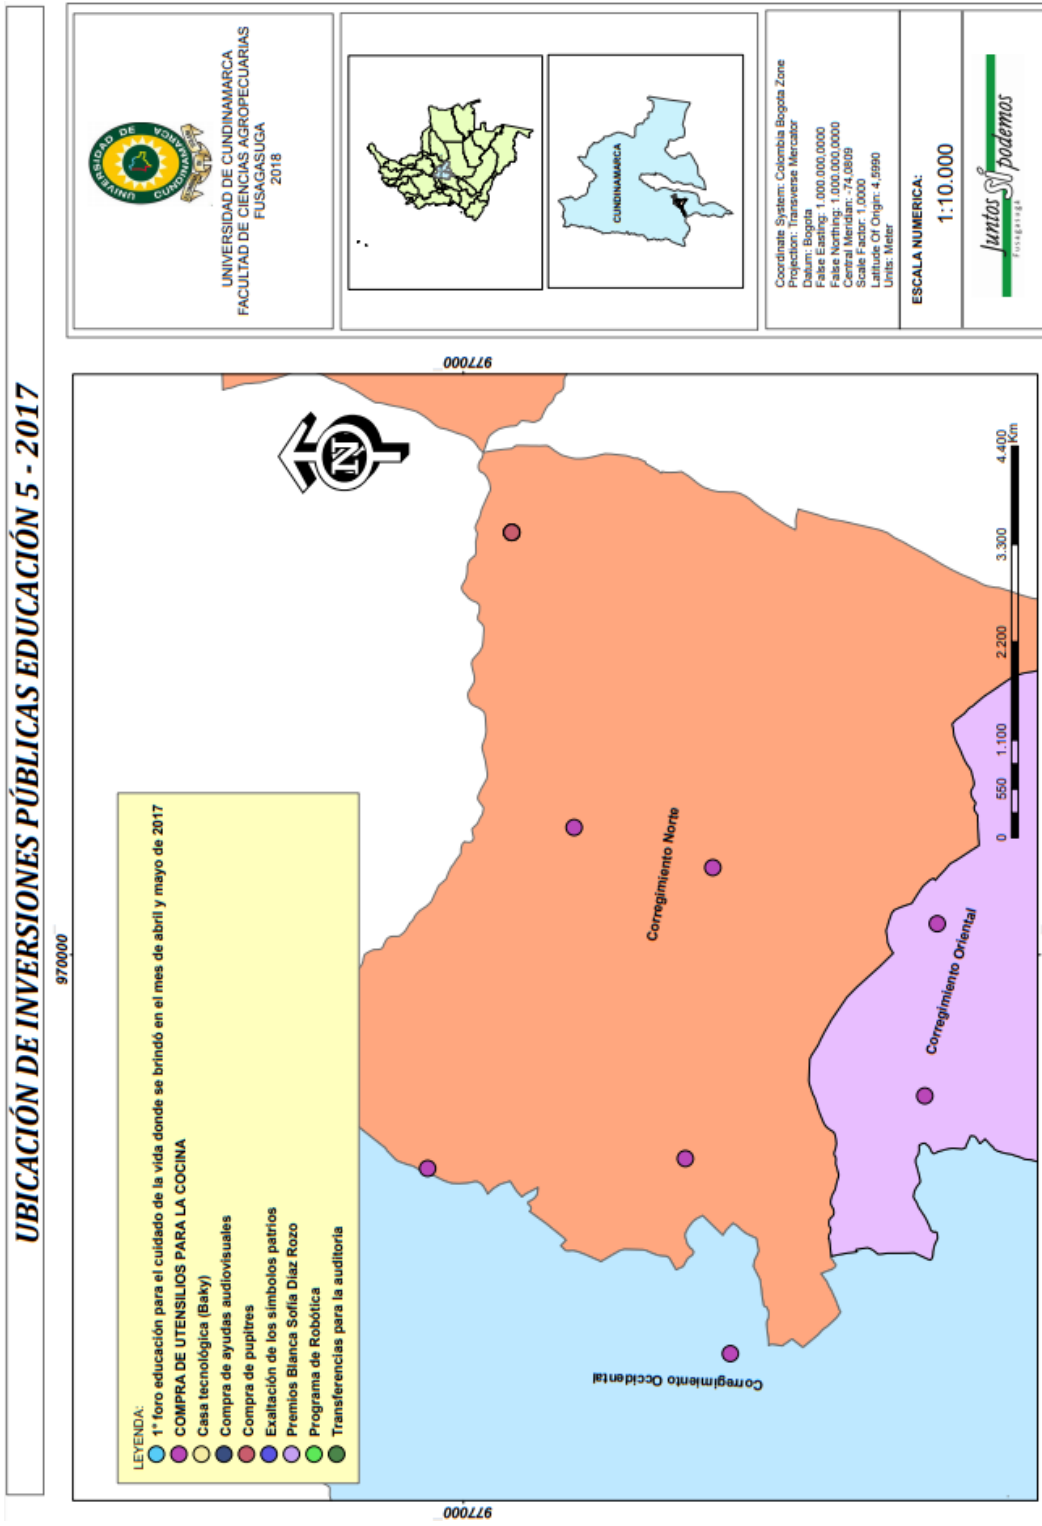 UBICACIÓN DE INVERSIONES PÚBLICAS EDUCACIÓN 5 - 2017
970000
977000
977000
LEYENDA:
1° foro educación para el cuidado de la vida donde se brindó en el mes de abril y mayo de 2017
COMPRA DE UTENSILIOS PARA LA COCINA
Casa tecnológica (Baky)
Compra de ayudas audiovisuales
Compra de pupitres
Exaltación de los símbolos patrios
Premios Blanca Sofía Díaz Rozo
Programa de Robótica
Transferencias para la auditoria
N
Corregimiento Norte
Corregimiento Oriental
Corregimiento Occidental
0 550 1.100 2.200 3.300 4.400
Km
UNIVERSIDAD DE CUNDINAMARCA
UNIVERSIDAD DE CUNDINAMARCA
FACULTAD DE CIENCIAS AGROPECUARIAS
FUSAGASUGA
2018
CUNDINAMARCA
Coordinate System: Colombia Bogota Zone
Projection: Transverse Mercator
Datum: Bogota
False Easting: 1.000.000,0000
False Northing: 1.000.000,0000
Central Meridian: -74,0809
Scale Factor: 1,0000
Latitude Of Origin: 4,5990
Units: Meter
ESCALA NUMERICA:
1:10.000
Juntos SÍ podemos
Fusagasugá